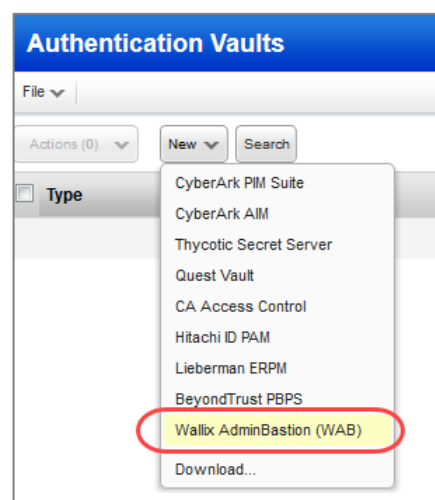 Authentication Vaults
File
Actions (0) New Search
Type
CyberArk PIM Suite
CyberArk AIM
Thycotic Secret Server
Quest Vault
CA Access Control
Hitachi ID PAM
Lieberman ERPM
BeyondTrust PBPS
Wallix AdminBastion (WAB)
Download...